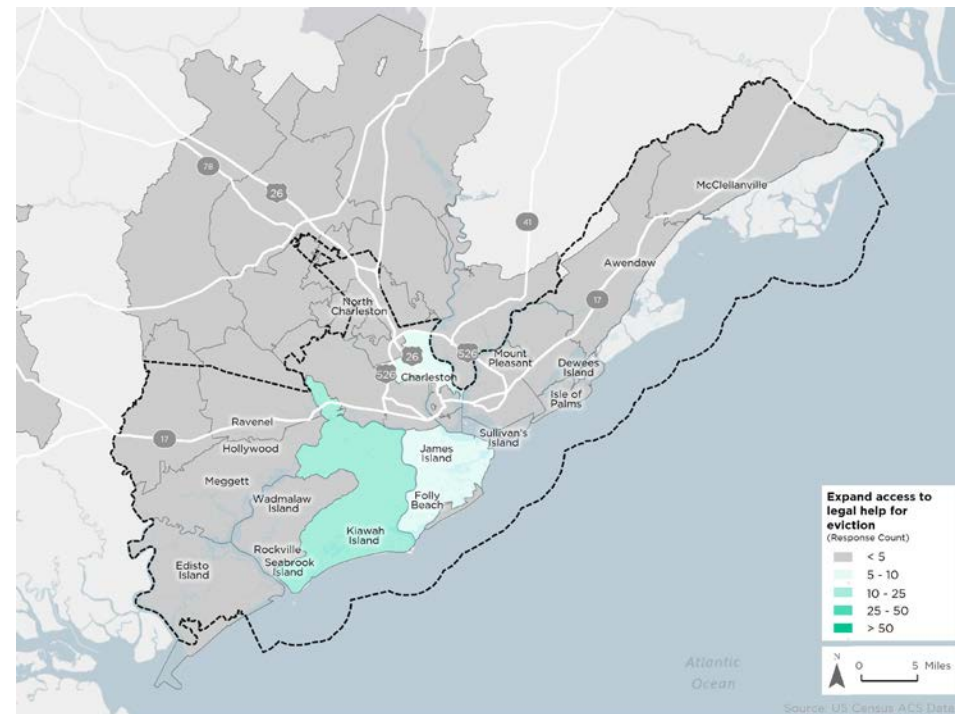 McClellanville
78
26
41
Awendaw
17
North
Charleston
26
526
Mount
Pleasant
526
Charleston
Dewees
Island
Isle of
Palms
Ravenel
Sullivan's
Island
17
Hollywood
James
Island
Meggett
Wadmalaw
Island
Folly
Beach
Kiawah
Island
Rockville
Seabrook
Island
Edisto
Island
Atlantic
Ocean
Expand access to
legal help for
eviction
(Response Count)
< 5
5 - 10
10 - 25
25 - 50
> 50
N
0 5 Miles
Source: US Census ACS Data